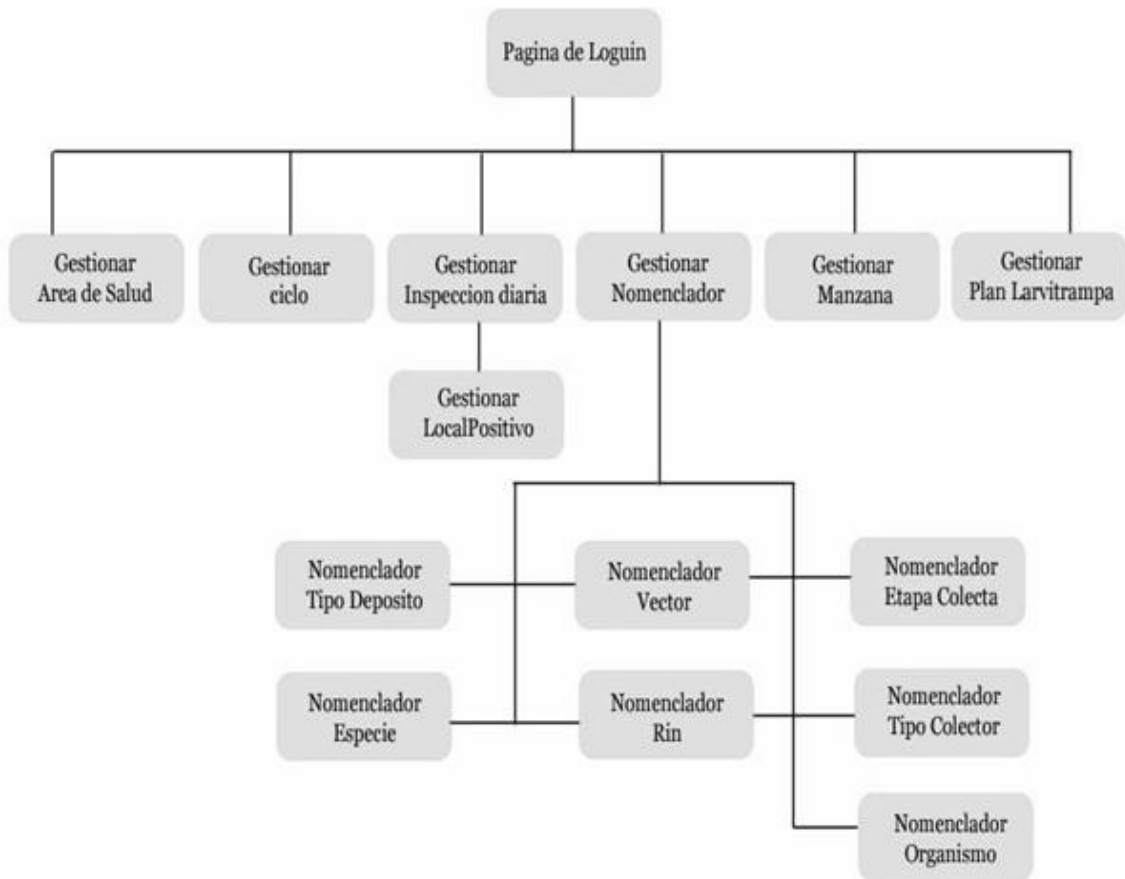 Pagina de Loguin
Gestionar
Area de Salud
Gestionar
ciclo
Gestionar
Inspeccion diaria
Gestionar
Nomenclador
Gestionar
Manzana
Gestionar
Plan Larvitrampa
Gestionar
LocalPositivo
Nomenclador
Tipo Deposito
Nomenclador
Vector
Nomenclador
Etapa Colecta
Nomenclador
Especie
Nomenclador
Rin
Nomenclador
Tipo Colector
Nomenclador
Organismo